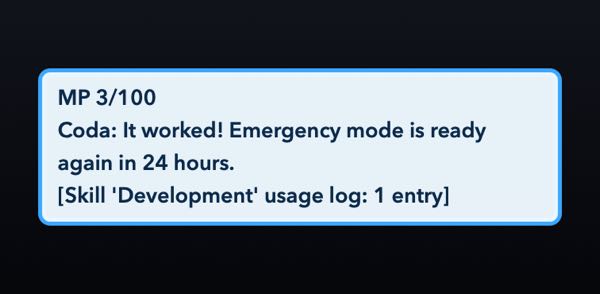 MP 3/100
Coda: It worked! Emergency mode is ready
again in 24 hours.
[Skill 'Development' usage log: 1 entry]